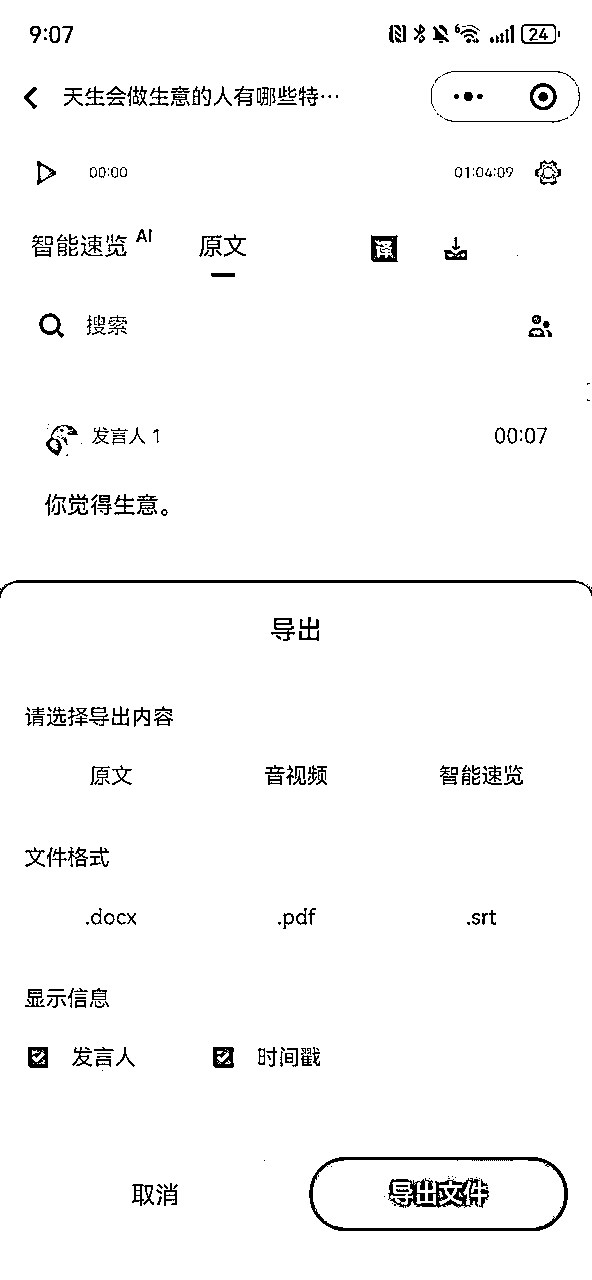 9:07 6 24
天生会做生意的人有哪些特…
00:00 01:04:09
智能速览 AI 原文 译
搜索
发言人 1 00:07
你觉得生意。
导出
请选择导出内容
原文 音视频 智能速览
文件格式
.docx .pdf .srt
显示信息
发言人 时间戳
取消 导出文件